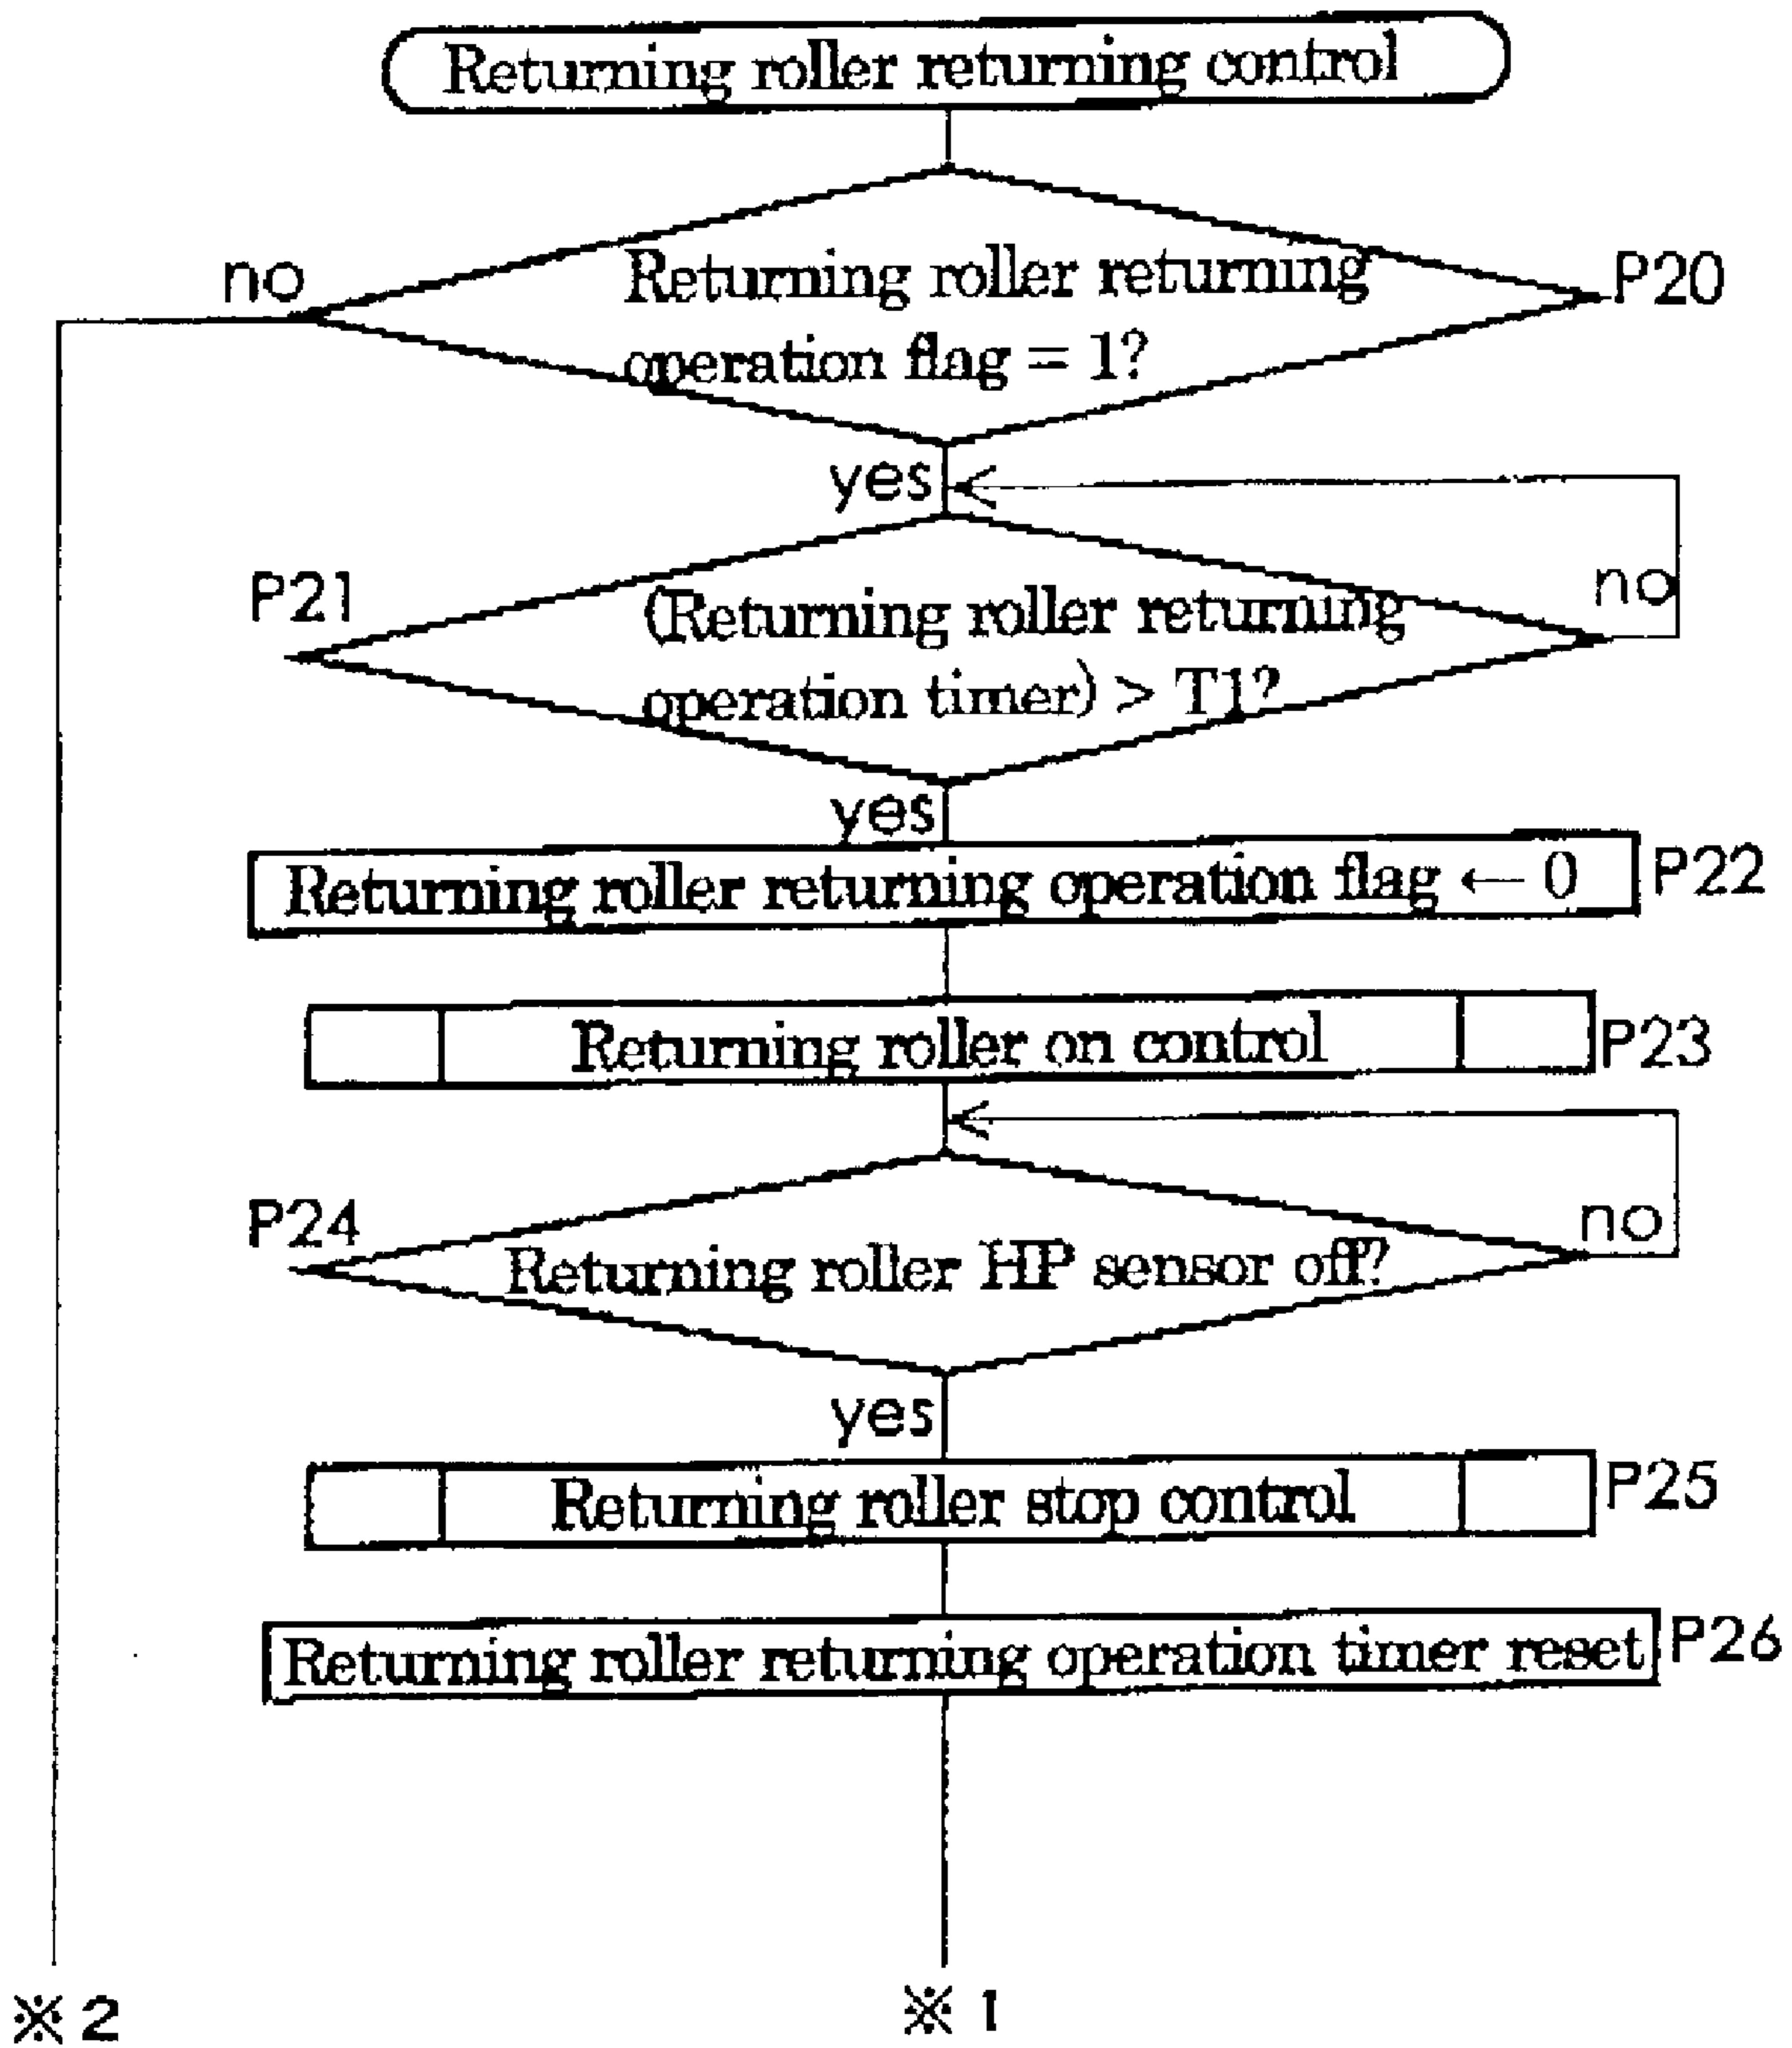 Returning roller returning control
no
Returning roller returning
operation flag = 1?
P20
yes
P21
(Returning roller returning
operation timer) > T1?
no
yes
Returning roller returning operation flag ← 0
P22
Returning roller on control
P23
P24
Returning roller HP sensor off?
no
yes
Returning roller stop control
P25
Returning roller returning operation timer reset
P26
※2
※1